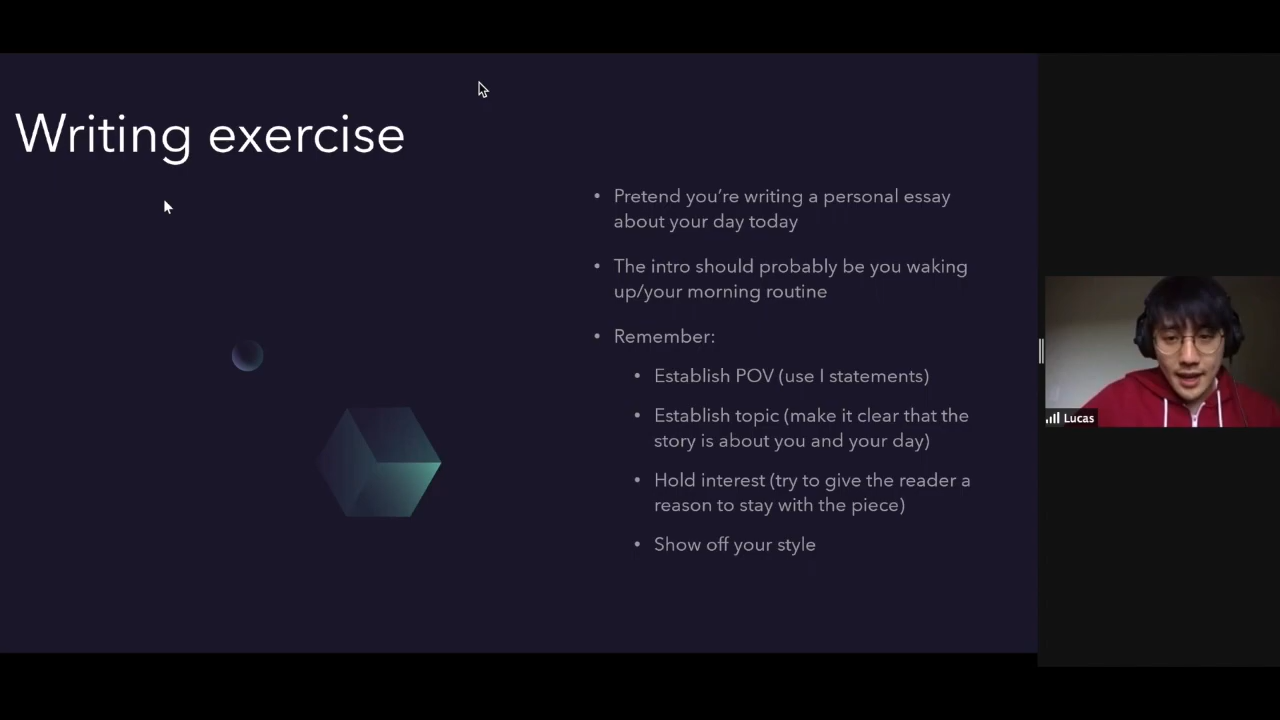 Writing exercise
• Pretend you’re writing a personal essay
about your day today
• The intro should probably be you waking
up/your morning routine
• Remember:
• Establish POV (use I statements)
• Establish topic (make it clear that the
story is about you and your day)
• Hold interest (try to give the reader a
reason to stay with the piece)
• Show off your style
Lucas